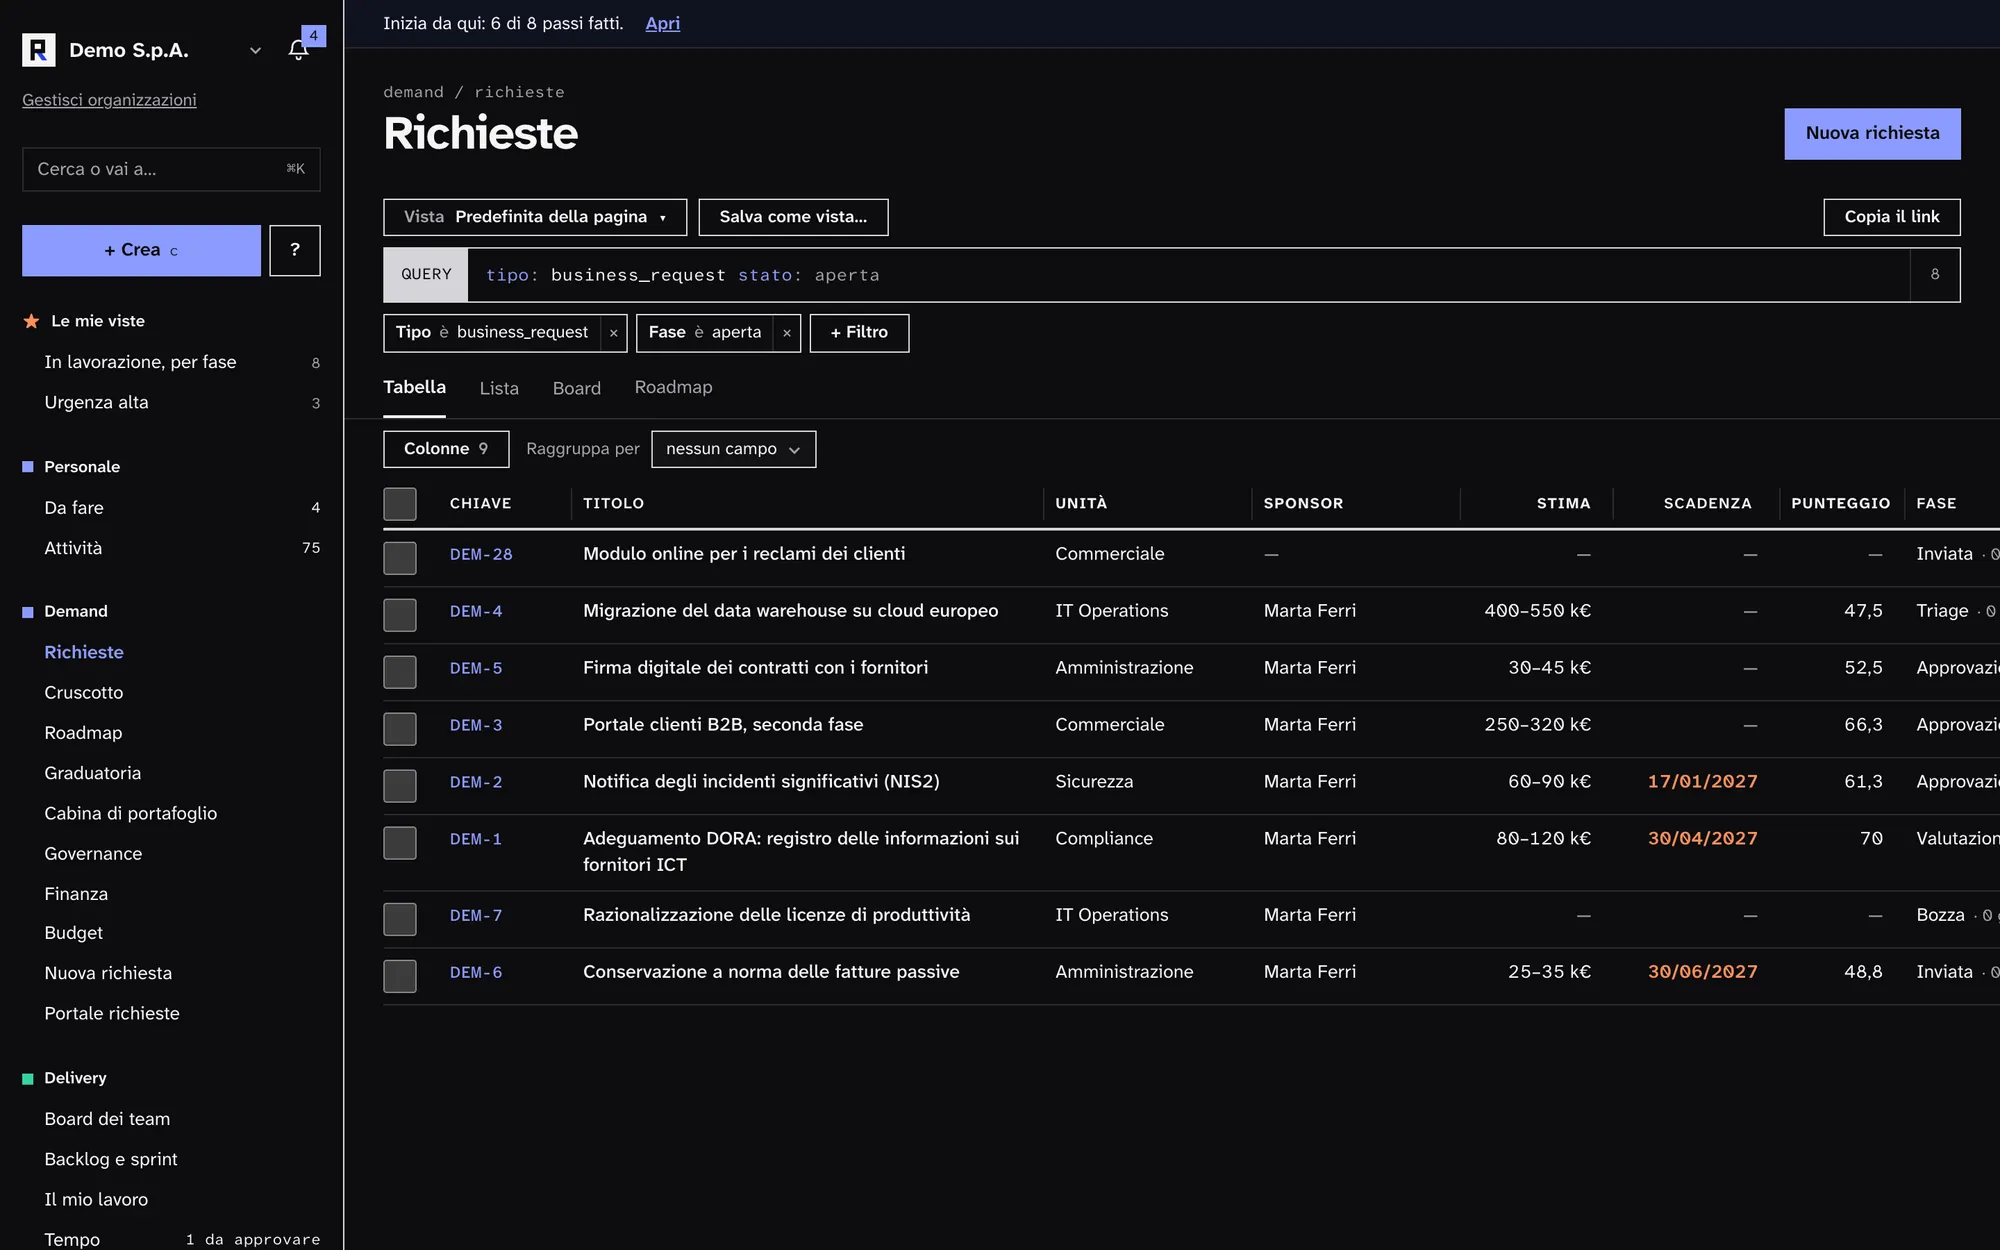 Demo S.p.A.
4
Gestisci organizzazioni
Cerca o vai a... ⌘K
+ Crea c
?
Le mie viste
In lavorazione, per fase 8
Urgenza alta 3
Personale
Da fare 4
Attività 75
Demand
Richieste
Cruscotto
Roadmap
Graduatoria
Cabina di portafoglio
Governance
Finanza
Budget
Nuova richiesta
Portale richieste
Delivery
Board dei team
Backlog e sprint
Il mio lavoro
Tempo 1 da approvare
Inizia da qui: 6 di 8 passi fatti. Apri
demand / richieste
Richieste
Nuova richiesta
Vista Predefinita della pagina ▾
Salva come vista...
Copia il link
QUERY tipo: business_request stato: aperta 8
Tipo è business_request ×
Fase è aperta ×
+ Filtro
Tabella Lista Board Roadmap
Colonne 9 Raggruppa per nessun campo
CHIAVE TITOLO UNITÀ SPONSOR STIMA SCADENZA PUNTEGGIO FASE
DEM-28 Modulo online per i reclami dei clienti Commerciale — — — — Inviata · 0
DEM-4 Migrazione del data warehouse su cloud europeo IT Operations Marta Ferri 400–550 k€ — 47,5 Triage · 0
DEM-5 Firma digitale dei contratti con i fornitori Amministrazione Marta Ferri 30–45 k€ — 52,5 Approvazi
DEM-3 Portale clienti B2B, seconda fase Commerciale Marta Ferri 250–320 k€ — 66,3 Approvazi
DEM-2 Notifica degli incidenti significativi (NIS2) Sicurezza Marta Ferri 60–90 k€ 17/01/2027 61,3 Approvazi
DEM-1 Adeguamento DORA: registro delle informazioni sui Compliance Marta Ferri 80–120 k€ 30/04/2027 70 Valutazion
fornitori ICT
DEM-7 Razionalizzazione delle licenze di produttività IT Operations Marta Ferri — — — Bozza · 0
DEM-6 Conservazione a norma delle fatture passive Amministrazione Marta Ferri 25–35 k€ 30/06/2027 48,8 Inviata · 0